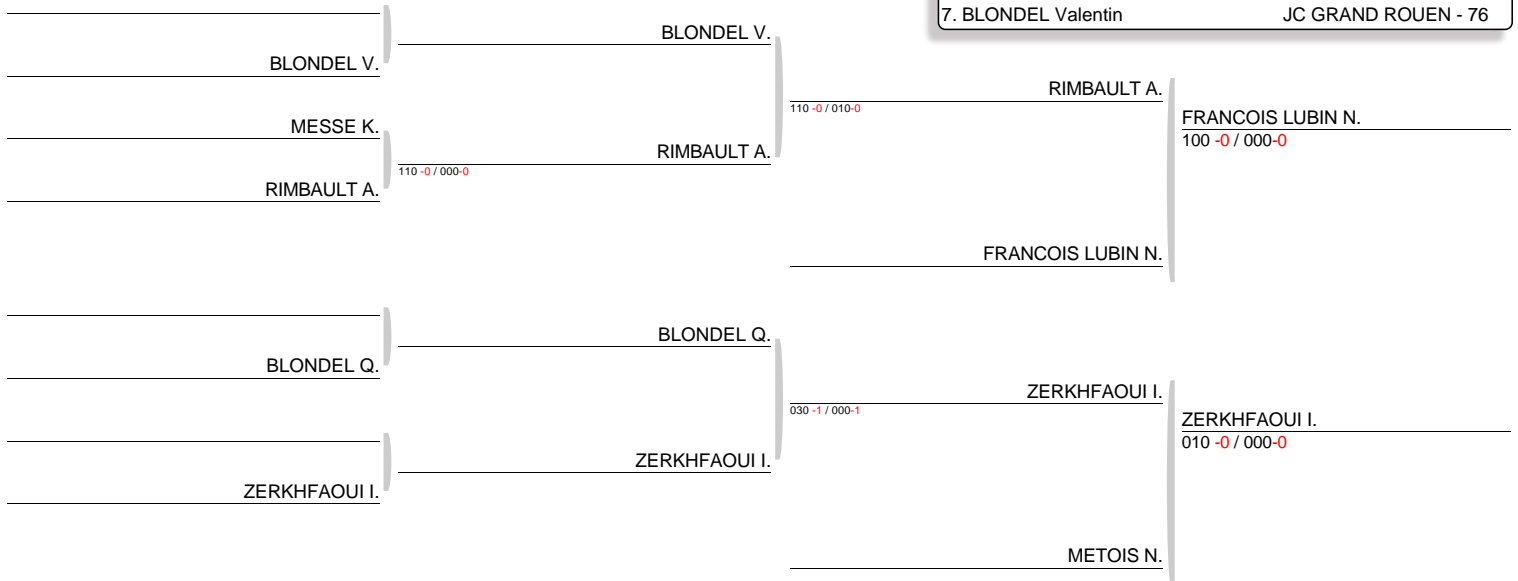 7. BLONDEL Valentin JC GRAND ROUEN - 76
BLONDEL V.
BLONDEL V.
MESSE K.
RIMBAULT A.
110 -0 / 000-0
RIMBAULT A.
110 -0 / 010-0
RIMBAULT A.
FRANCOIS LUBIN N.
FRANCOIS LUBIN N.
100 -0 / 000-0
BLONDEL Q.
BLONDEL Q.
ZERKHFAOUI I.
ZERKHFAOUI I.
030 -1 / 000-1
ZERKHFAOUI I.
METOIS N.
ZERKHFAOUI I.
010 -0 / 000-0